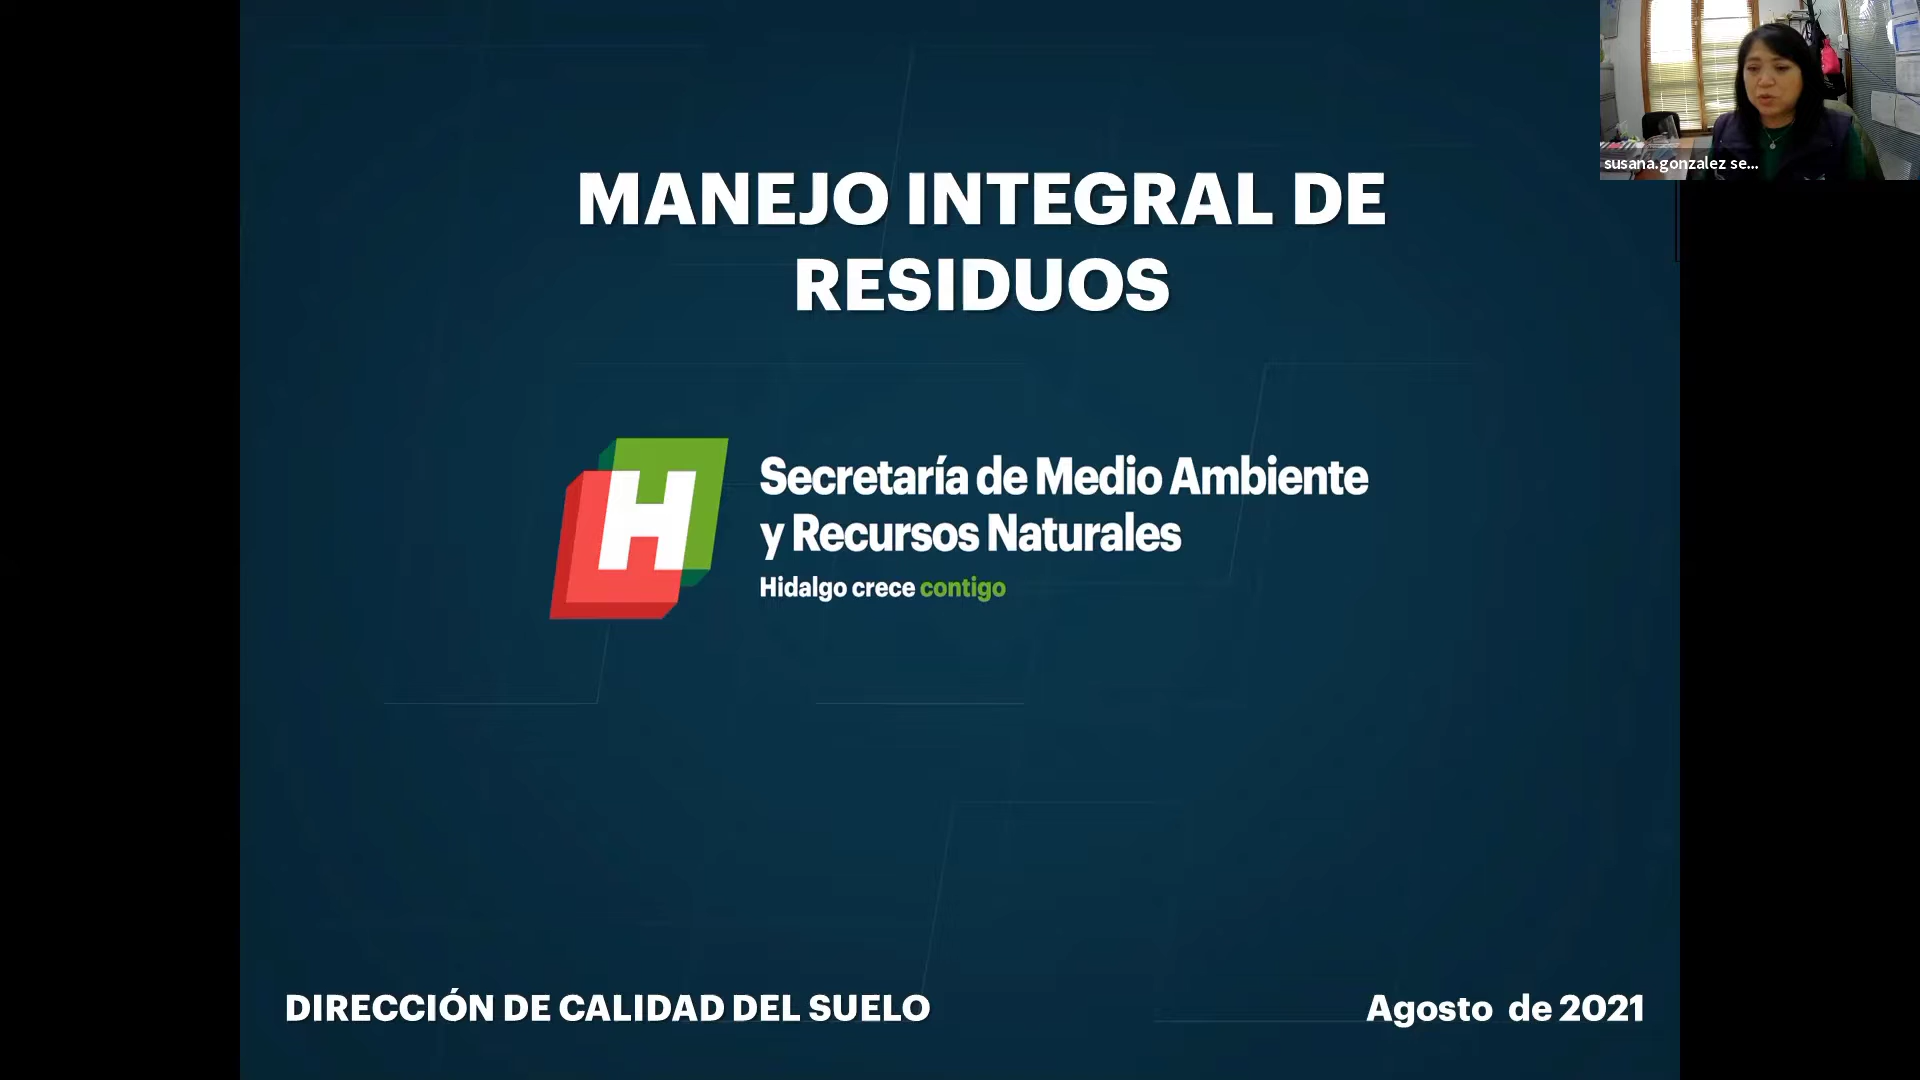 MANEJO INTEGRAL DE
RESIDUOS
H
Secretaría de Medio Ambiente
y Recursos Naturales
Hidalgo crece contigo
DIRECCIÓN DE CALIDAD DEL SUELO
Agosto de 2021
susana.gonzalez se...